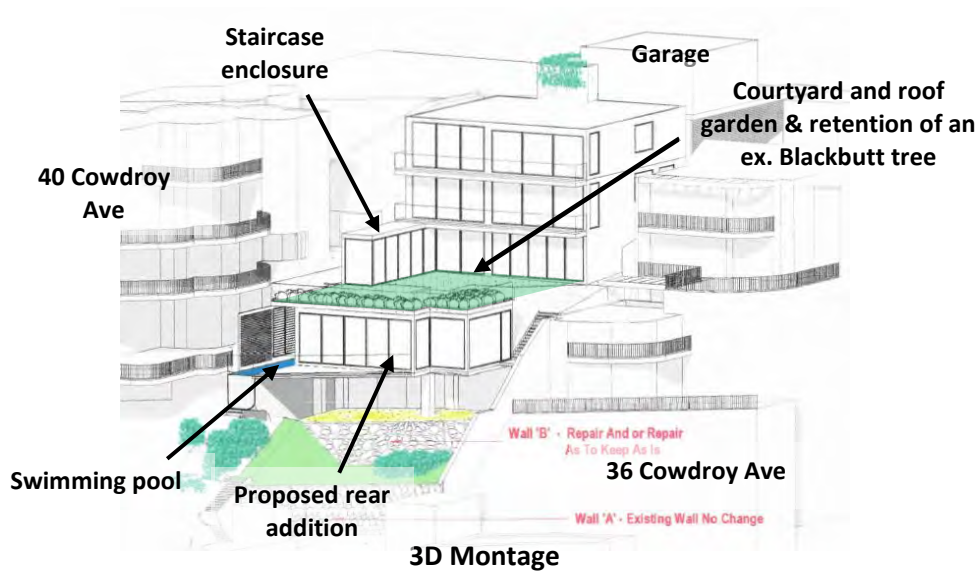 Staircase
enclosure
Garage
Courtyard and roof
garden & retention of an
ex. Blackbutt tree
40 Cowdroy
Ave
Wall 'B' - Repair And or Repair
As To Keep As Is
36 Cowdroy Ave
Swimming pool
Proposed rear
addition
Wall 'A' - Existing Wall No Change
3D Montage